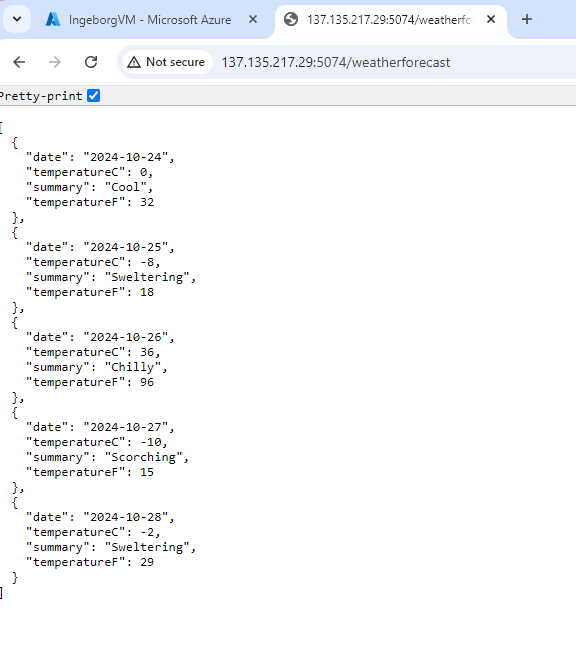 IngeborgVM - Microsoft Azure
137.135.217.29:5074/weatherfo
Not secure
137.135.217.29:5074/weatherforecast
Pretty-print
[
  {
    "date": "2024-10-24",
    "temperatureC": 0,
    "summary": "Cool",
    "temperatureF": 32
  },
  {
    "date": "2024-10-25",
    "temperatureC": -8,
    "summary": "Sweltering",
    "temperatureF": 18
  },
  {
    "date": "2024-10-26",
    "temperatureC": 36,
    "summary": "Chilly",
    "temperatureF": 96
  },
  {
    "date": "2024-10-27",
    "temperatureC": -10,
    "summary": "Scorching",
    "temperatureF": 15
  },
  {
    "date": "2024-10-28",
    "temperatureC": -2,
    "summary": "Sweltering",
    "temperatureF": 29
  }
]